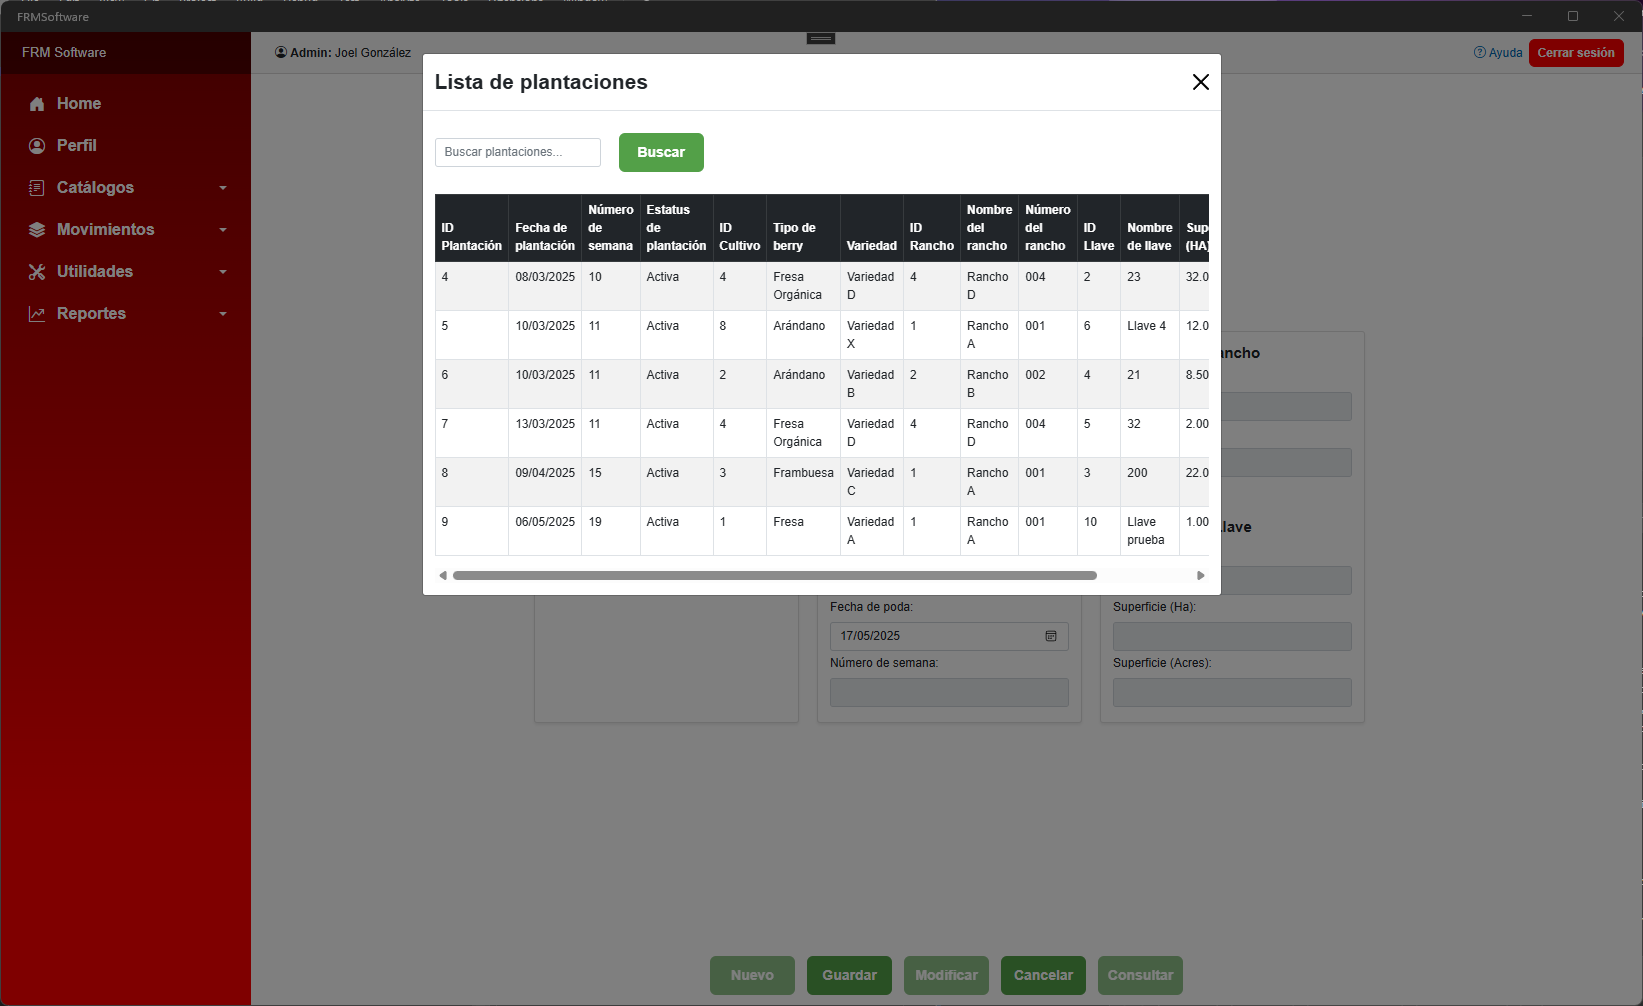 FRMSoftware
FRM Software
Admin: Joel González
Ayuda
Cerrar sesión
Home
Perfil
Catálogos
Movimientos
Utilidades
Reportes
Lista de plantaciones
Buscar plantaciones...
Buscar
ID Plantación | Fecha de plantación | Número de semana | Estatus de plantación | ID Cultivo | Tipo de berry | Variedad | ID Rancho | Nombre del rancho | Número del rancho | ID Llave | Nombre de llave | Sup (HA)
4 | 08/03/2025 | 10 | Activa | 4 | Fresa Orgánica | Variedad D | 4 | Rancho D | 004 | 2 | 23 | 32.0
5 | 10/03/2025 | 11 | Activa | 8 | Arándano | Variedad X | 1 | Rancho A | 001 | 6 | Llave 4 | 12.0
6 | 10/03/2025 | 11 | Activa | 2 | Arándano | Variedad B | 2 | Rancho B | 002 | 4 | 21 | 8.50
7 | 13/03/2025 | 11 | Activa | 4 | Fresa Orgánica | Variedad D | 4 | Rancho D | 004 | 5 | 32 | 2.00
8 | 09/04/2025 | 15 | Activa | 3 | Frambuesa | Variedad C | 1 | Rancho A | 001 | 3 | 200 | 22.0
9 | 06/05/2025 | 19 | Activa | 1 | Fresa | Variedad A | 1 | Rancho A | 001 | 10 | Llave prueba | 1.00
ncho
lave
Fecha de poda:
17/05/2025
Número de semana:
Superficie (Ha):
Superficie (Acres):
Nuevo
Guardar
Modificar
Cancelar
Consultar